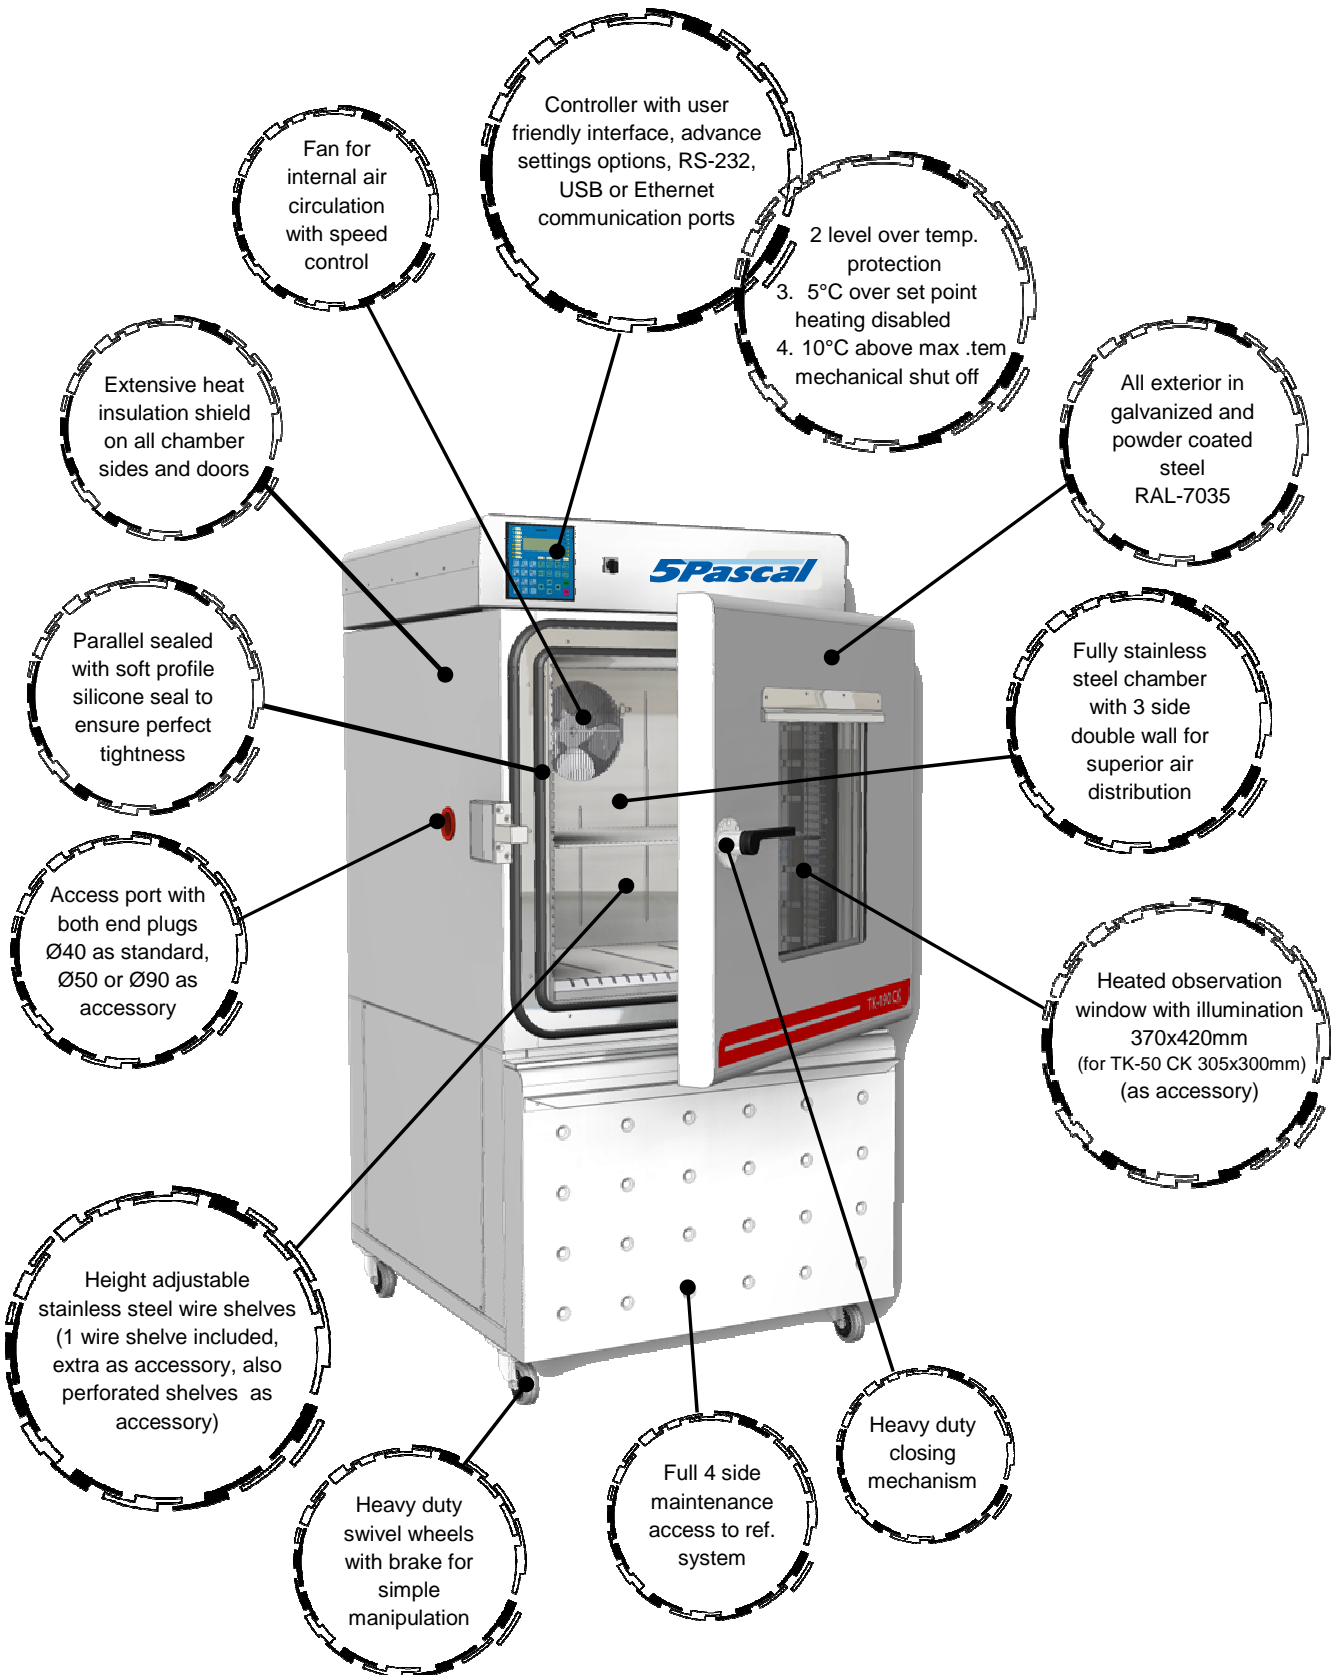 Controller with user
friendly interface, advance
settings options, RS-232,
USB or Ethernet
communication ports
Fan for
internal air
circulation
with speed
control
2 level over temp.
protection
3. 5°C over set point
heating disabled
4. 10°C above max .tem
mechanical shut off
Extensive heat
insulation shield
on all chamber
sides and doors
All exterior in
galvanized and
powder coated
steel
RAL-7035
5Pascal
Parallel sealed
with soft profile
silicone seal to
ensure perfect
tightness
Fully stainless
steel chamber
with 3 side
double wall for
superior air
distribution
Access port with
both end plugs
Ø40 as standard,
Ø50 or Ø90 as
accessory
Heated observation
window with illumination
370x420mm
(for TK-50 CK 305x300mm)
(as accessory)
TK-190 CK
Height adjustable
stainless steel wire shelves
(1 wire shelve included,
extra as accessory, also
perforated shelves as
accessory)
Heavy duty
swivel wheels
with brake for
simple
manipulation
Full 4 side
maintenance
access to ref.
system
Heavy duty
closing
mechanism